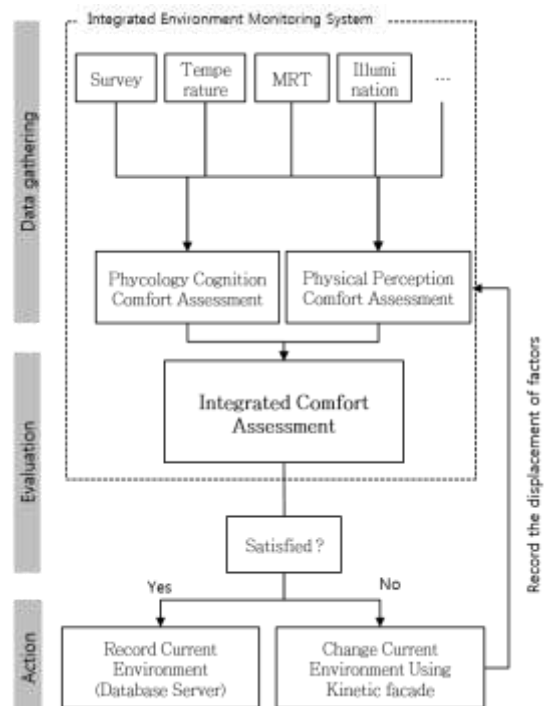 Integrated Environment Monitoring System
Survey
Tempe
rature
MRT
Illumi
nation
...
Data gathering
Phycology Cognition
Comfort Assessment
Physical Perception
Comfort Assessment
Integrated Comfort
Assessment
Evaluation
Record the displacement of factors
Satisfied?
Yes
No
Action
Record Current
Environment
(Database Server)
Change Current
Environment Using
Kinetic facade